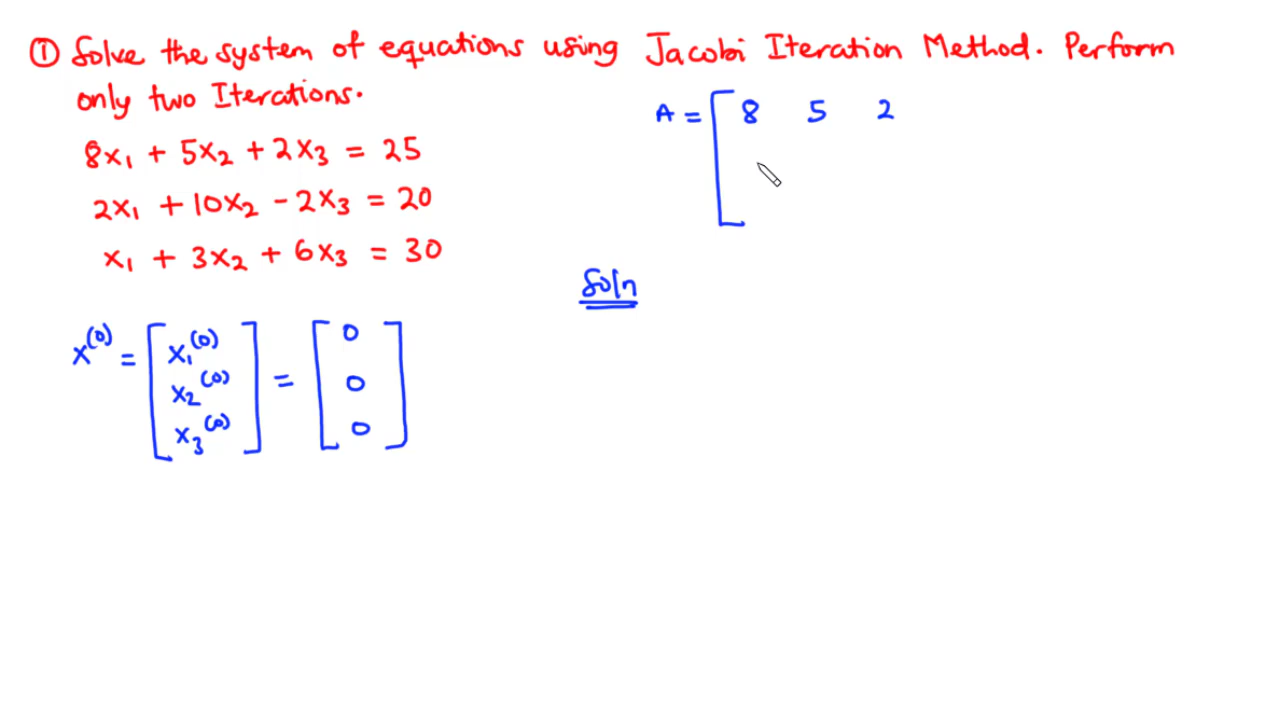 ① Solve the system of equations using Jacobi Iteration Method. Perform
only two Iterations.
8x₁ + 5x₂ + 2x₃ = 25
2x₁ + 10x₂ - 2x₃ = 20
x₁ + 3x₂ + 6x₃ = 30
A = [ 8 5 2
Soln
x⁽⁰⁾ = [ x₁⁽⁰⁾ ] = [ 0 ]
x₂⁽⁰⁾ 0
x₃⁽⁰⁾ 0